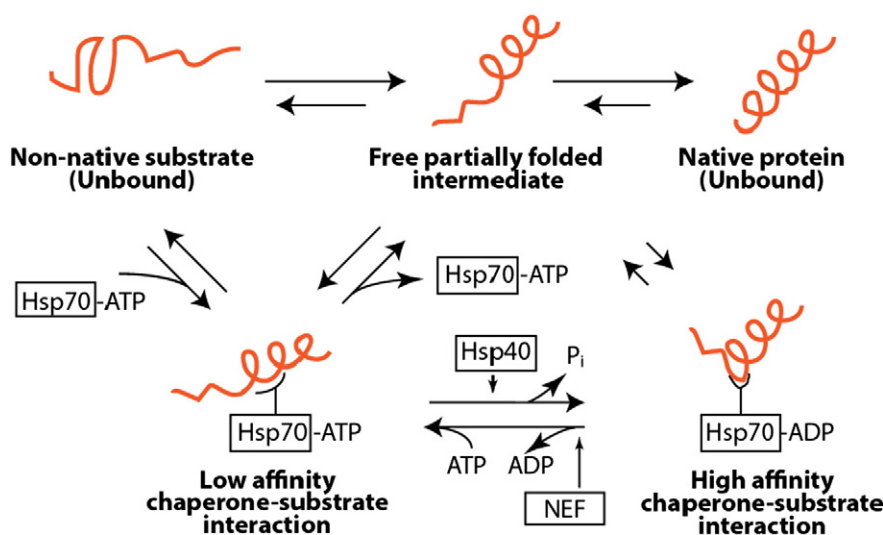 Non-native substrate
(Unbound)
Free partially folded
intermediate
Native protein
(Unbound)
Hsp70-ATP
Hsp70-ATP
Hsp40
Pi
Hsp70-ATP
Hsp70-ADP
ATP
ADP
NEF
Low affinity
chaperone-substrate
interaction
High affinity
chaperone-substrate
interaction